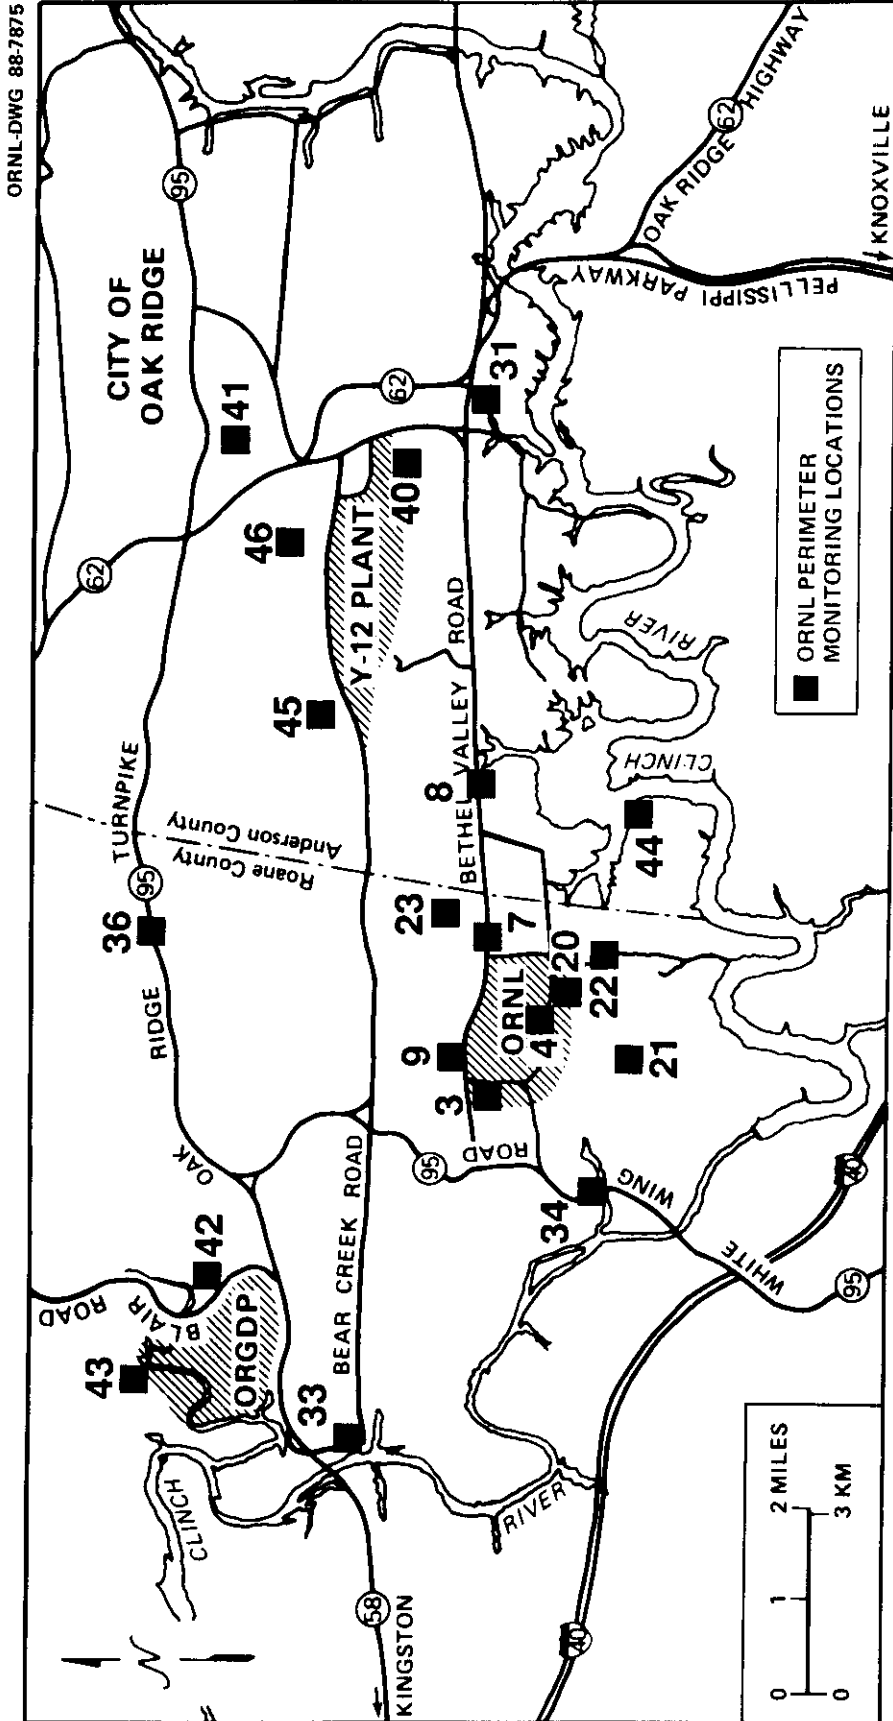 ORNL-DWG 88-7875
CITY OF
OAK RIDGE
95
62
41
46
40
Y-12 PLANT
45
62
31
OAK RIDGE HIGHWAY
62
PELLISSIPPI PARKWAY
KNOXVILLE
OAK RIDGE TURNPIKE
95
36
Roane County
Anderson County
BETHEL VALLEY ROAD
8
23
7
ORNL
20
4
22
9
3
21
44
CLINCH RIVER
ROAD
95
34
WHITE WING
95
40
BLAIR ROAD
42
43
ORGDP
33
BEAR CREEK ROAD
CLINCH
RIVER
58
KINGSTON
40
N
ORNL PERIMETER
MONITORING LOCATIONS
0 1 2 MILES
0 3 KM